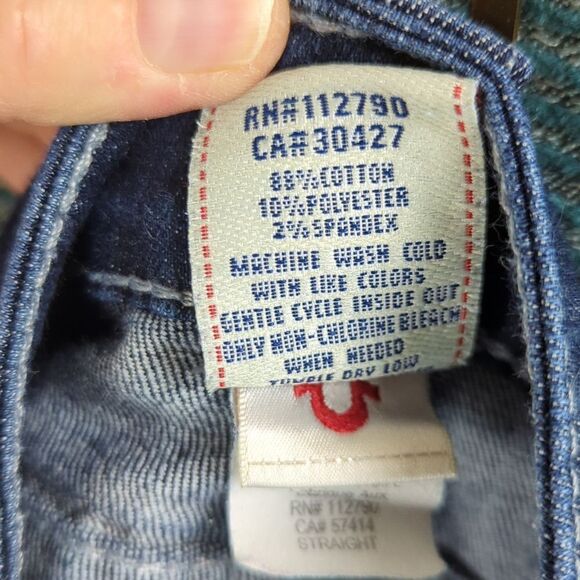 RN#112790
CA#30427
88%COTTON
10%POLYESTER
2%SPANDEX
MACHINE WASH COLD
WITH LIKE COLORS
GENTLE CYCLE INSIDE OUT
ONLY NON-CHLORINE BLEACH
WHEN NEEDED
TUMBLE DRY LOW
RN# 112790
CA# 57414
STRAIGHT